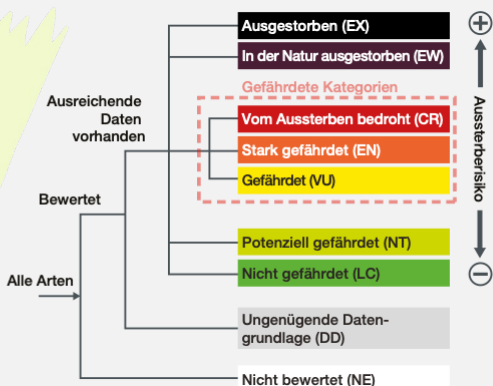 Ausgestorben (EX)
In der Natur ausgestorben (EW)
Gefährdete Kategorien
Ausreichende
Daten
vorhanden
Vom Aussterben bedroht (CR)
Stark gefährdet (EN)
Gefährdet (VU)
Aussterberisiko
Bewertet
Potenziell gefährdet (NT)
Alle Arten
Nicht gefährdet (LC)
Ungenügende Daten-
grundlage (DD)
Nicht bewertet (NE)